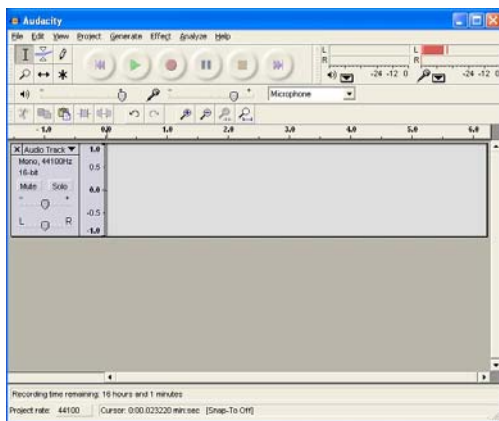 Audacity
File Edit View Project Generate Effect Analyze Help
L
R
L
R
-24 -12 0
-24 -12 0
Microphone
-1.0 0.0 1.0 2.0 3.0 4.0 5.0 6.0
X Audio Track
Mono, 44100Hz
16-bit
Mute Solo
- +
L R
1.0
0.5
0.0
-0.5
-1.0
Recording time remaining: 16 hours and 1 minutes
Project rate: 44100 Cursor: 0:00.023220 min:sec [Snap-To Off]